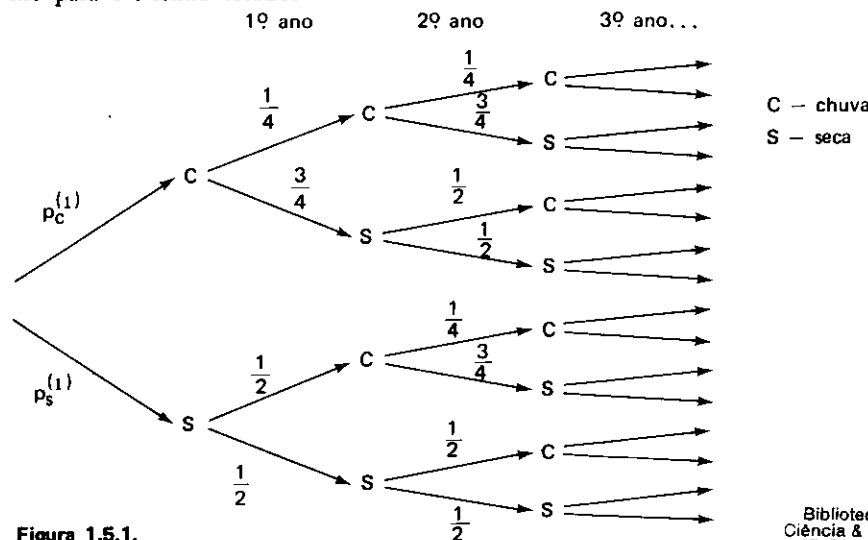 1º ano 2º ano 3º ano...
1/4 C
1/4 C 3/4
C – chuva
S
S – seca
p_C^(1) C 3/4 1/2 C
S 1/2
S
1/4 C
p_S^(1) 1/2 C 3/4
S
S 1/2 C
1/2 S
1/2 S
Figura 1.5.1.